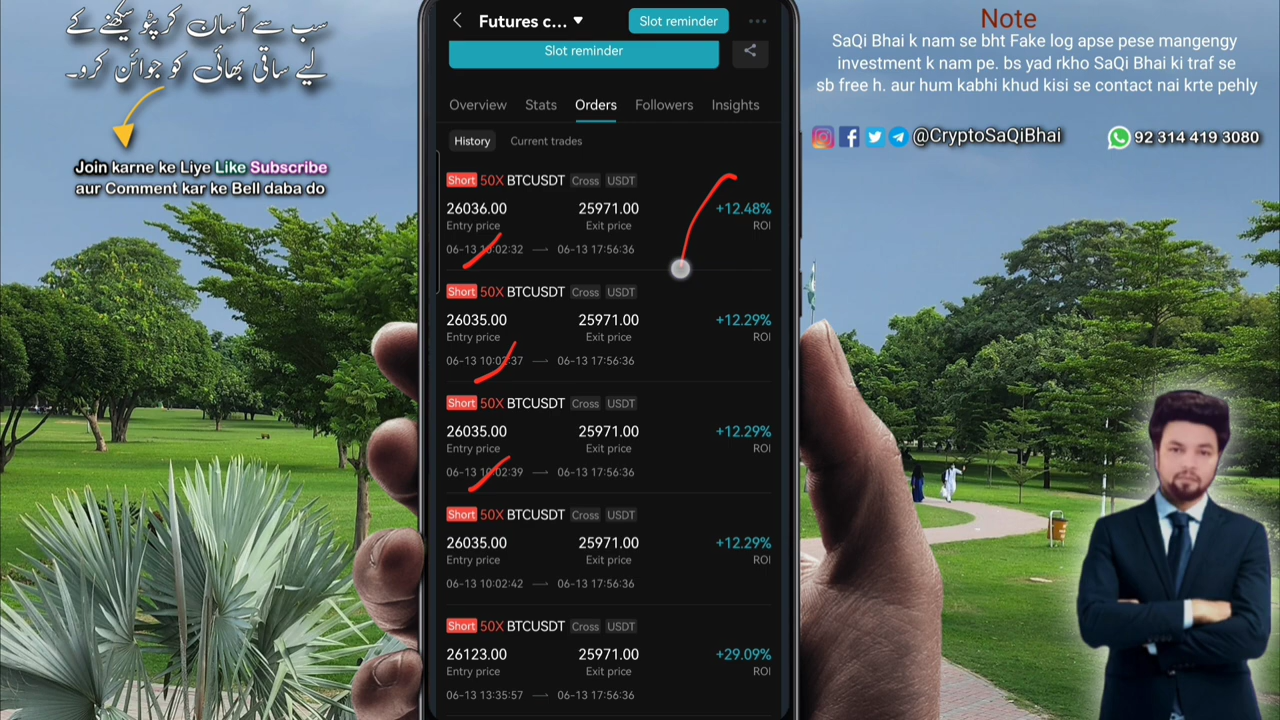 سب سے آسان کرپٹو سیکھنے کے
لیے ساقی بھائی کو جوائن کرو۔
Join karne ke Liye Like Subscribe
aur Comment kar ke Bell daba do
Futures c...
Slot reminder
Slot reminder
Overview Stats Orders Followers Insights
History Current trades
Short 50X BTCUSDT Cross USDT
26036.00 25971.00 +12.48%
Entry price Exit price ROI
06-13 10:02:32 06-13 17:56:36
Short 50X BTCUSDT Cross USDT
26035.00 25971.00 +12.29%
Entry price Exit price ROI
06-13 10:02:37 06-13 17:56:36
Short 50X BTCUSDT Cross USDT
26035.00 25971.00 +12.29%
Entry price Exit price ROI
06-13 10:02:39 06-13 17:56:36
Short 50X BTCUSDT Cross USDT
26035.00 25971.00 +12.29%
Entry price Exit price ROI
06-13 10:02:42 06-13 17:56:36
Short 50X BTCUSDT Cross USDT
26123.00 25971.00 +29.09%
Entry price Exit price ROI
06-13 13:35:57 06-13 17:56:36
Note
SaQi Bhai k nam se bht Fake log apse pese mangengy
investment k nam pe. bs yad rkho SaQi Bhai ki traf se
sb free h. aur hum kabhi khud kisi se contact nai krte pehly
@CryptoSaQiBhai 92 314 419 3080